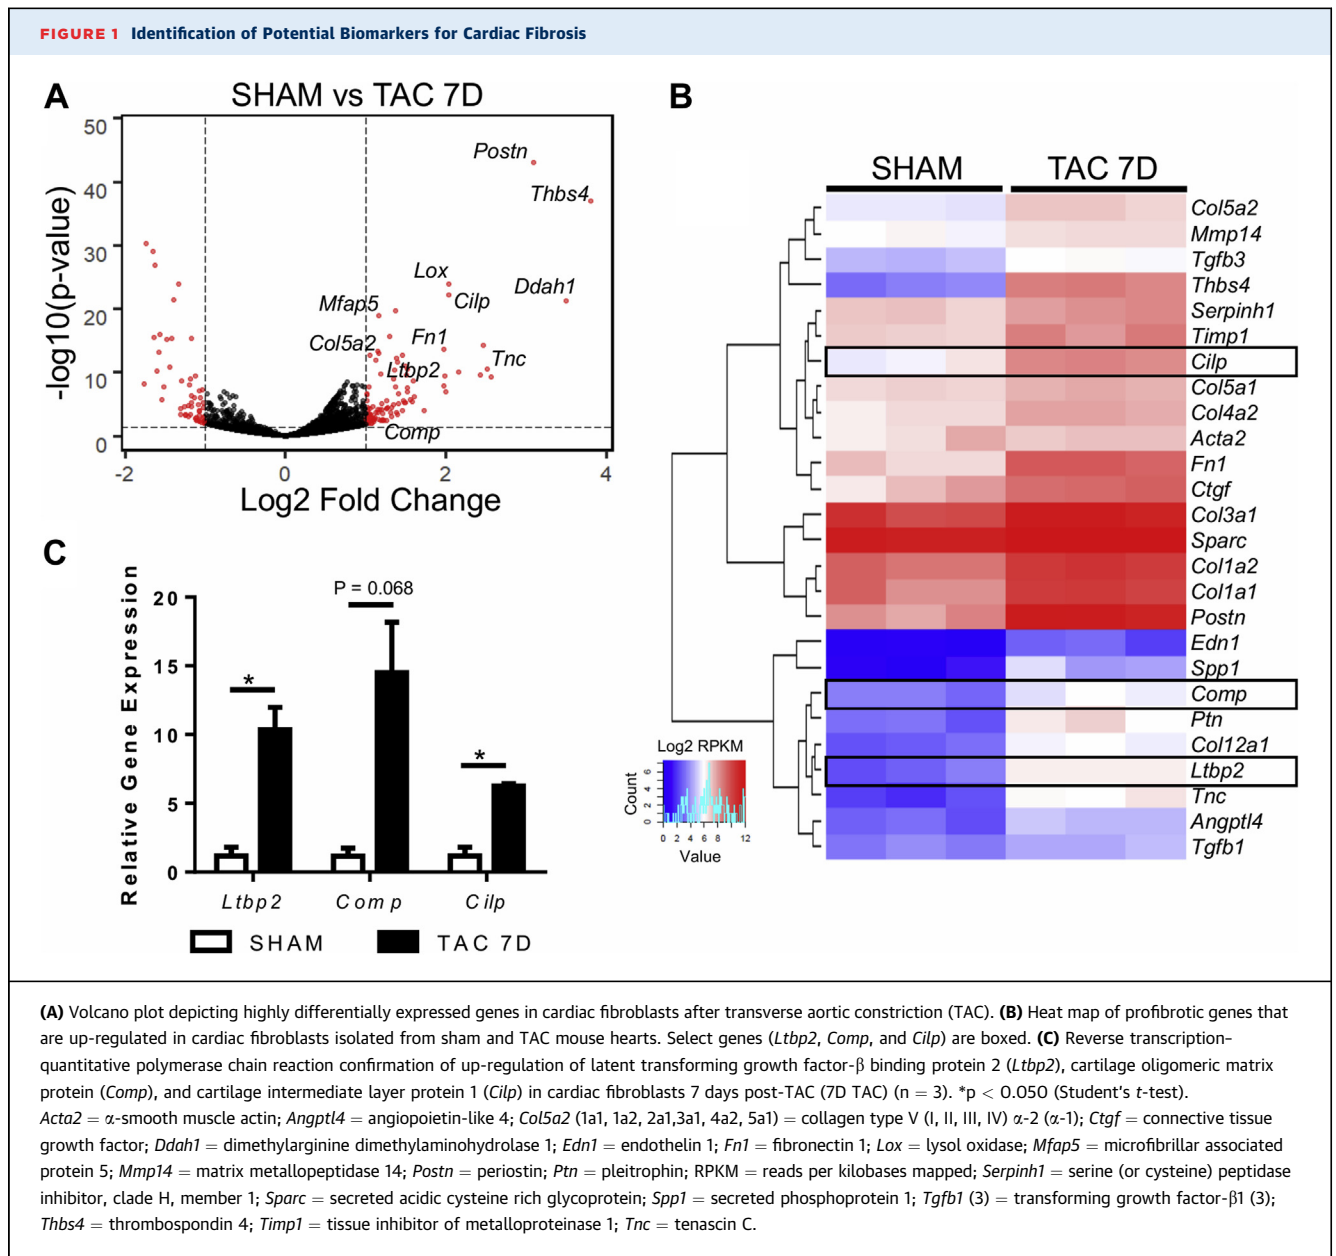 FIGURE 1 Identification of Potential Biomarkers for Cardiac Fibrosis
A
SHAM vs TAC 7D
-log10(p-value)
50
40
30
20
10
0
Postn
Thbs4
Lox
Cilp
Ddah1
Mfap5
Fn1
Col5a2
Tnc
Ltbp2
Comp
-2
0
2
4
Log2 Fold Change
B
SHAM
TAC 7D
Col5a2
Mmp14
Tgfb3
Thbs4
Serpinh1
Timp1
Cilp
Col5a1
Col4a2
Acta2
Fn1
Ctgf
Col3a1
Sparc
Col1a2
Col1a1
Postn
Edn1
Spp1
Comp
Ptn
Col12a1
Ltbp2
Tnc
Angptl4
Tgfb1
Log2 RPKM
Count
6
4
2
0
0 2 4 6 8 12
Value
C
Relative Gene Expression
20
15
10
5
0
*
P = 0.068
*
Ltbp2
Comp
Cilp
SHAM
TAC 7D
(A) Volcano plot depicting highly differentially expressed genes in cardiac fibroblasts after transverse aortic constriction (TAC). (B) Heat map of profibrotic genes that
are up-regulated in cardiac fibroblasts isolated from sham and TAC mouse hearts. Select genes (Ltbp2, Comp, and Cilp) are boxed. (C) Reverse transcription–
quantitative polymerase chain reaction confirmation of up-regulation of latent transforming growth factor-β binding protein 2 (Ltbp2), cartilage oligomeric matrix
protein (Comp), and cartilage intermediate layer protein 1 (Cilp) in cardiac fibroblasts 7 days post-TAC (7D TAC) (n = 3). *p < 0.050 (Student's t-test).
Acta2 = α-smooth muscle actin; Angptl4 = angiopoietin-like 4; Col5a2 (1a1, 1a2, 2a1,3a1, 4a2, 5a1) = collagen type V (I, II, III, IV) α-2 (α-1); Ctgf = connective tissue
growth factor; Ddah1 = dimethylarginine dimethylaminohydrolase 1; Edn1 = endothelin 1; Fn1 = fibronectin 1; Lox = lysol oxidase; Mfap5 = microfibrillar associated
protein 5; Mmp14 = matrix metallopeptidase 14; Postn = periostin; Ptn = pleitrophin; RPKM = reads per kilobases mapped; Serpinh1 = serine (or cysteine) peptidase
inhibitor, clade H, member 1; Sparc = secreted acidic cysteine rich glycoprotein; Spp1 = secreted phosphoprotein 1; Tgfb1 (3) = transforming growth factor-β1 (3);
Thbs4 = thrombospondin 4; Timp1 = tissue inhibitor of metalloproteinase 1; Tnc = tenascin C.